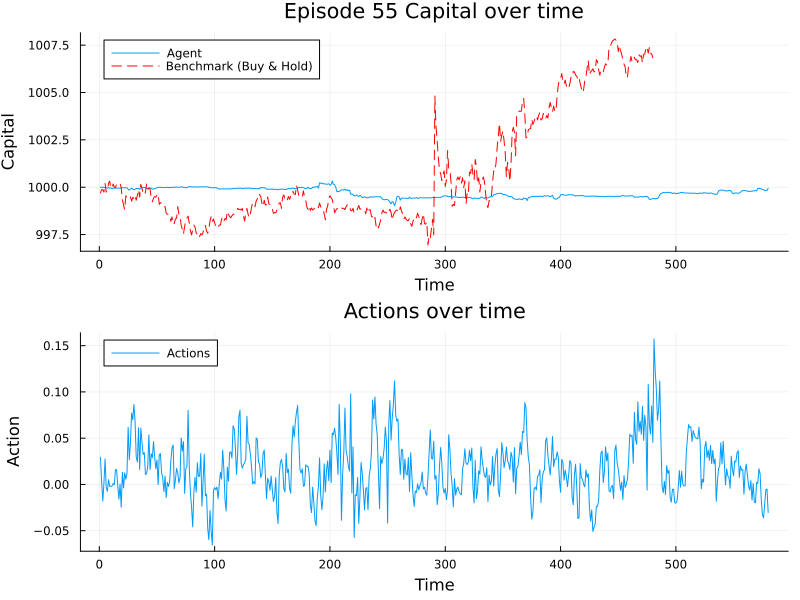 Episode 55 Capital over time
Capital
1007.5
1005.0
1002.5
1000.0
997.5
Agent
Benchmark (Buy & Hold)
0
100
200
300
400
500
Time
Actions over time
Action
0.15
0.10
0.05
0.00
−0.05
Actions
0
100
200
300
400
500
Time